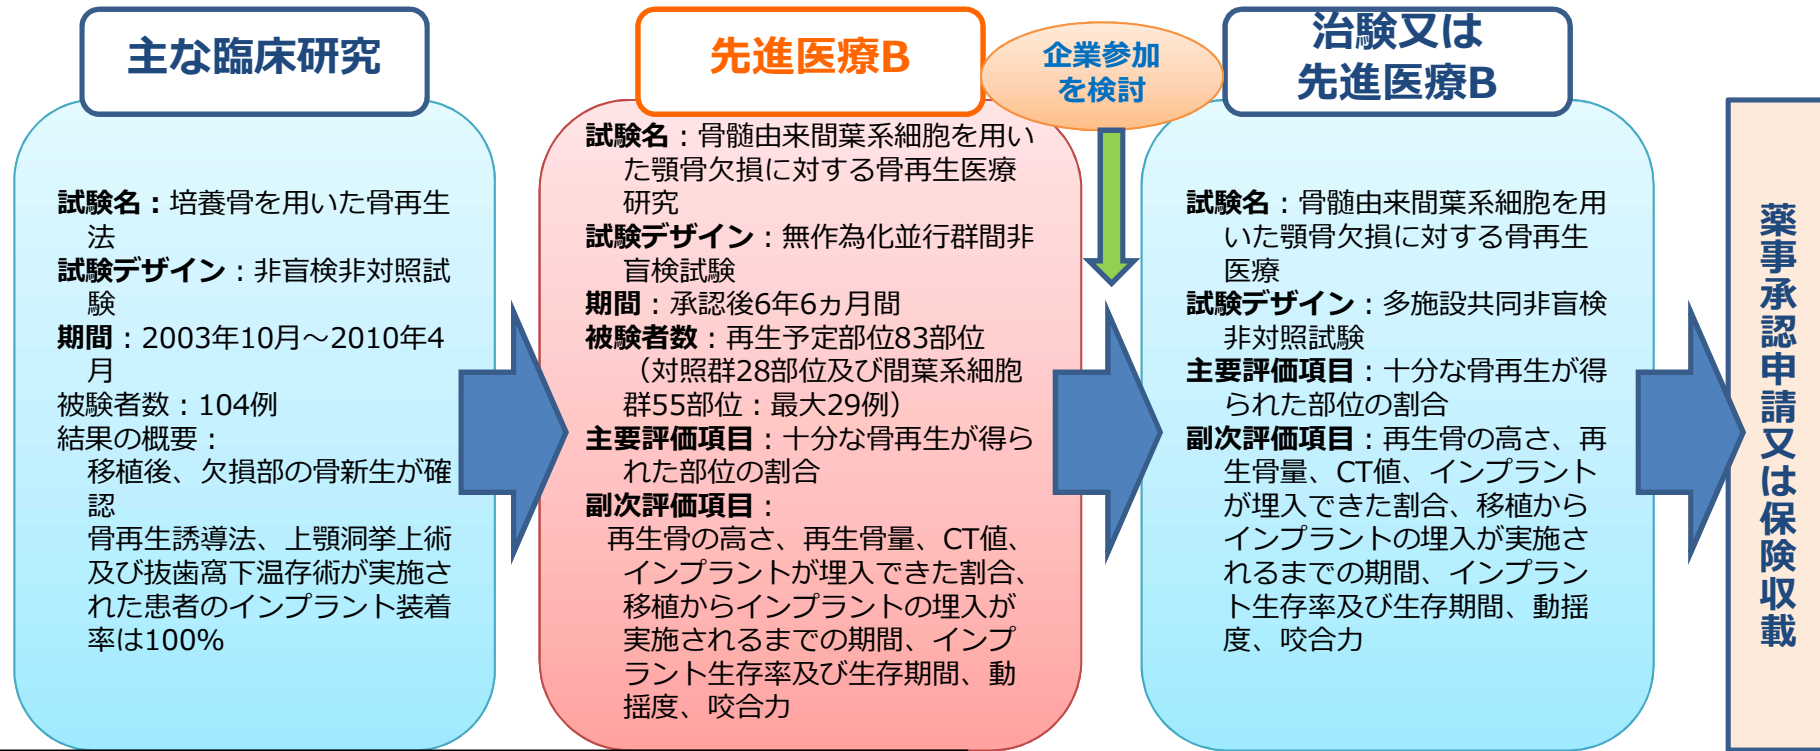 主な臨床研究
試験名：培養骨を用いた骨再生
法
試験デザイン：非盲検非対照試
験
期間：2003年10月～2010年4
月
被験者数：104例
結果の概要：
移植後、欠損部の骨新生が確
認
骨再生誘導法、上顎洞挙上術
及び抜歯窩下温存術が実施さ
れた患者のインプラント装着
率は100%
先進医療B
試験名：骨髄由来間葉系細胞を用い
た顎骨欠損に対する骨再生医療
研究
試験デザイン：無作為化並行群間非
盲検試験
期間：承認後6年6ヵ月間
被験者数：再生予定部位83部位
（対照群28部位及び間葉系細胞
群55部位：最大29例）
主要評価項目：十分な骨再生が得ら
れた部位の割合
副次評価項目：
再生骨の高さ、再生骨量、CT値、
インプラントが埋入できた割合、
移植からインプラントの埋入が
実施されるまでの期間、インプ
ラント生存率及び生存期間、動
揺度、咬合力
企業参加
を検討
治験又は
先進医療B
試験名：骨髄由来間葉系細胞を用
いた顎骨欠損に対する骨再生
医療
試験デザイン：多施設共同非盲検
非対照試験
主要評価項目：十分な骨再生が得
られた部位の割合
副次評価項目：再生骨の高さ、再
生骨量、CT値、インプラント
が埋入できた割合、移植から
インプラントの埋入が実施さ
れるまでの期間、インプラン
ト生存率及び生存期間、動揺
度、咬合力
薬事承認申請又は保険収載